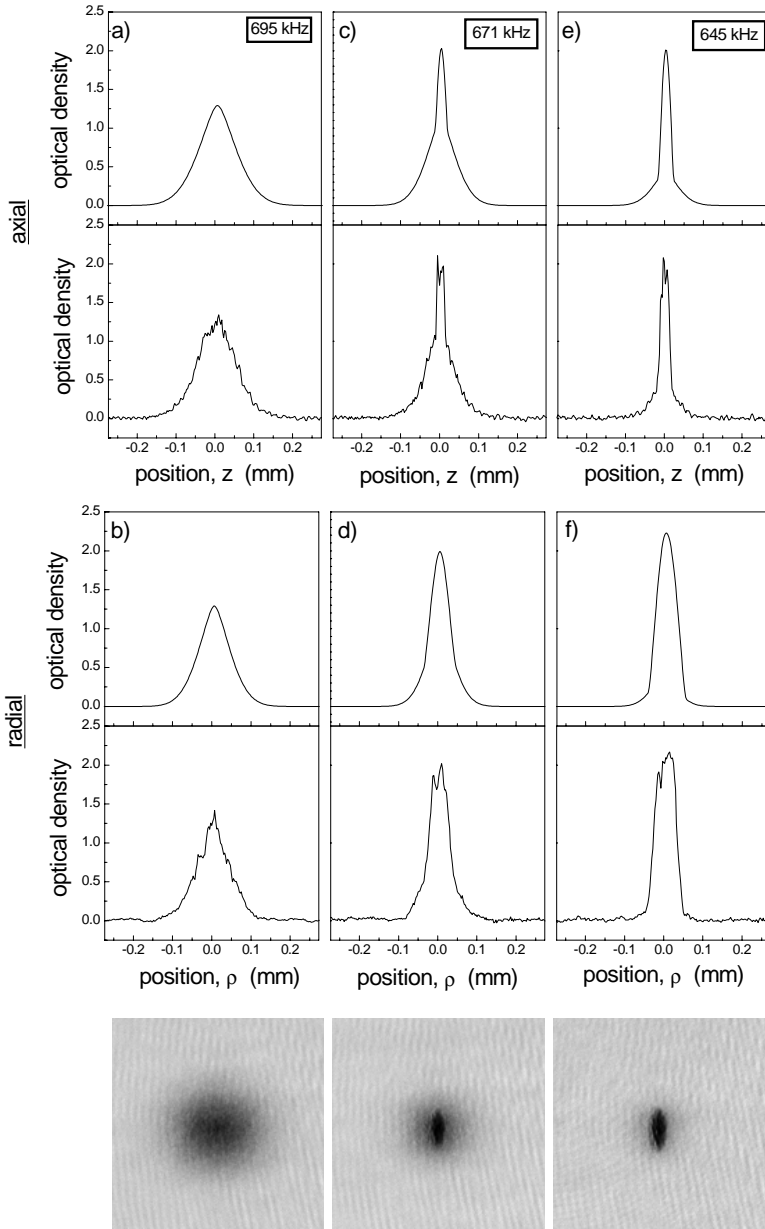 a) 695 kHz c) 671 kHz e) 645 kHz
2.5
2.0
1.5
1.0
0.5
0.0
optical density
axial
2.5
2.0
1.5
1.0
0.5
0.0
optical density
-0.2 -0.1 0.0 0.1 0.2 -0.2 -0.1 0.0 0.1 0.2 -0.2 -0.1 0.0 0.1 0.2
position, z (mm) position, z (mm) position, z (mm)
b) d) f)
2.5
2.0
1.5
1.0
0.5
0.0
optical density
radial
2.5
2.0
1.5
1.0
0.5
0.0
optical density
-0.2 -0.1 0.0 0.1 0.2 -0.2 -0.1 0.0 0.1 0.2 -0.2 -0.1 0.0 0.1 0.2
position, ρ (mm) position, ρ (mm) position, ρ (mm)